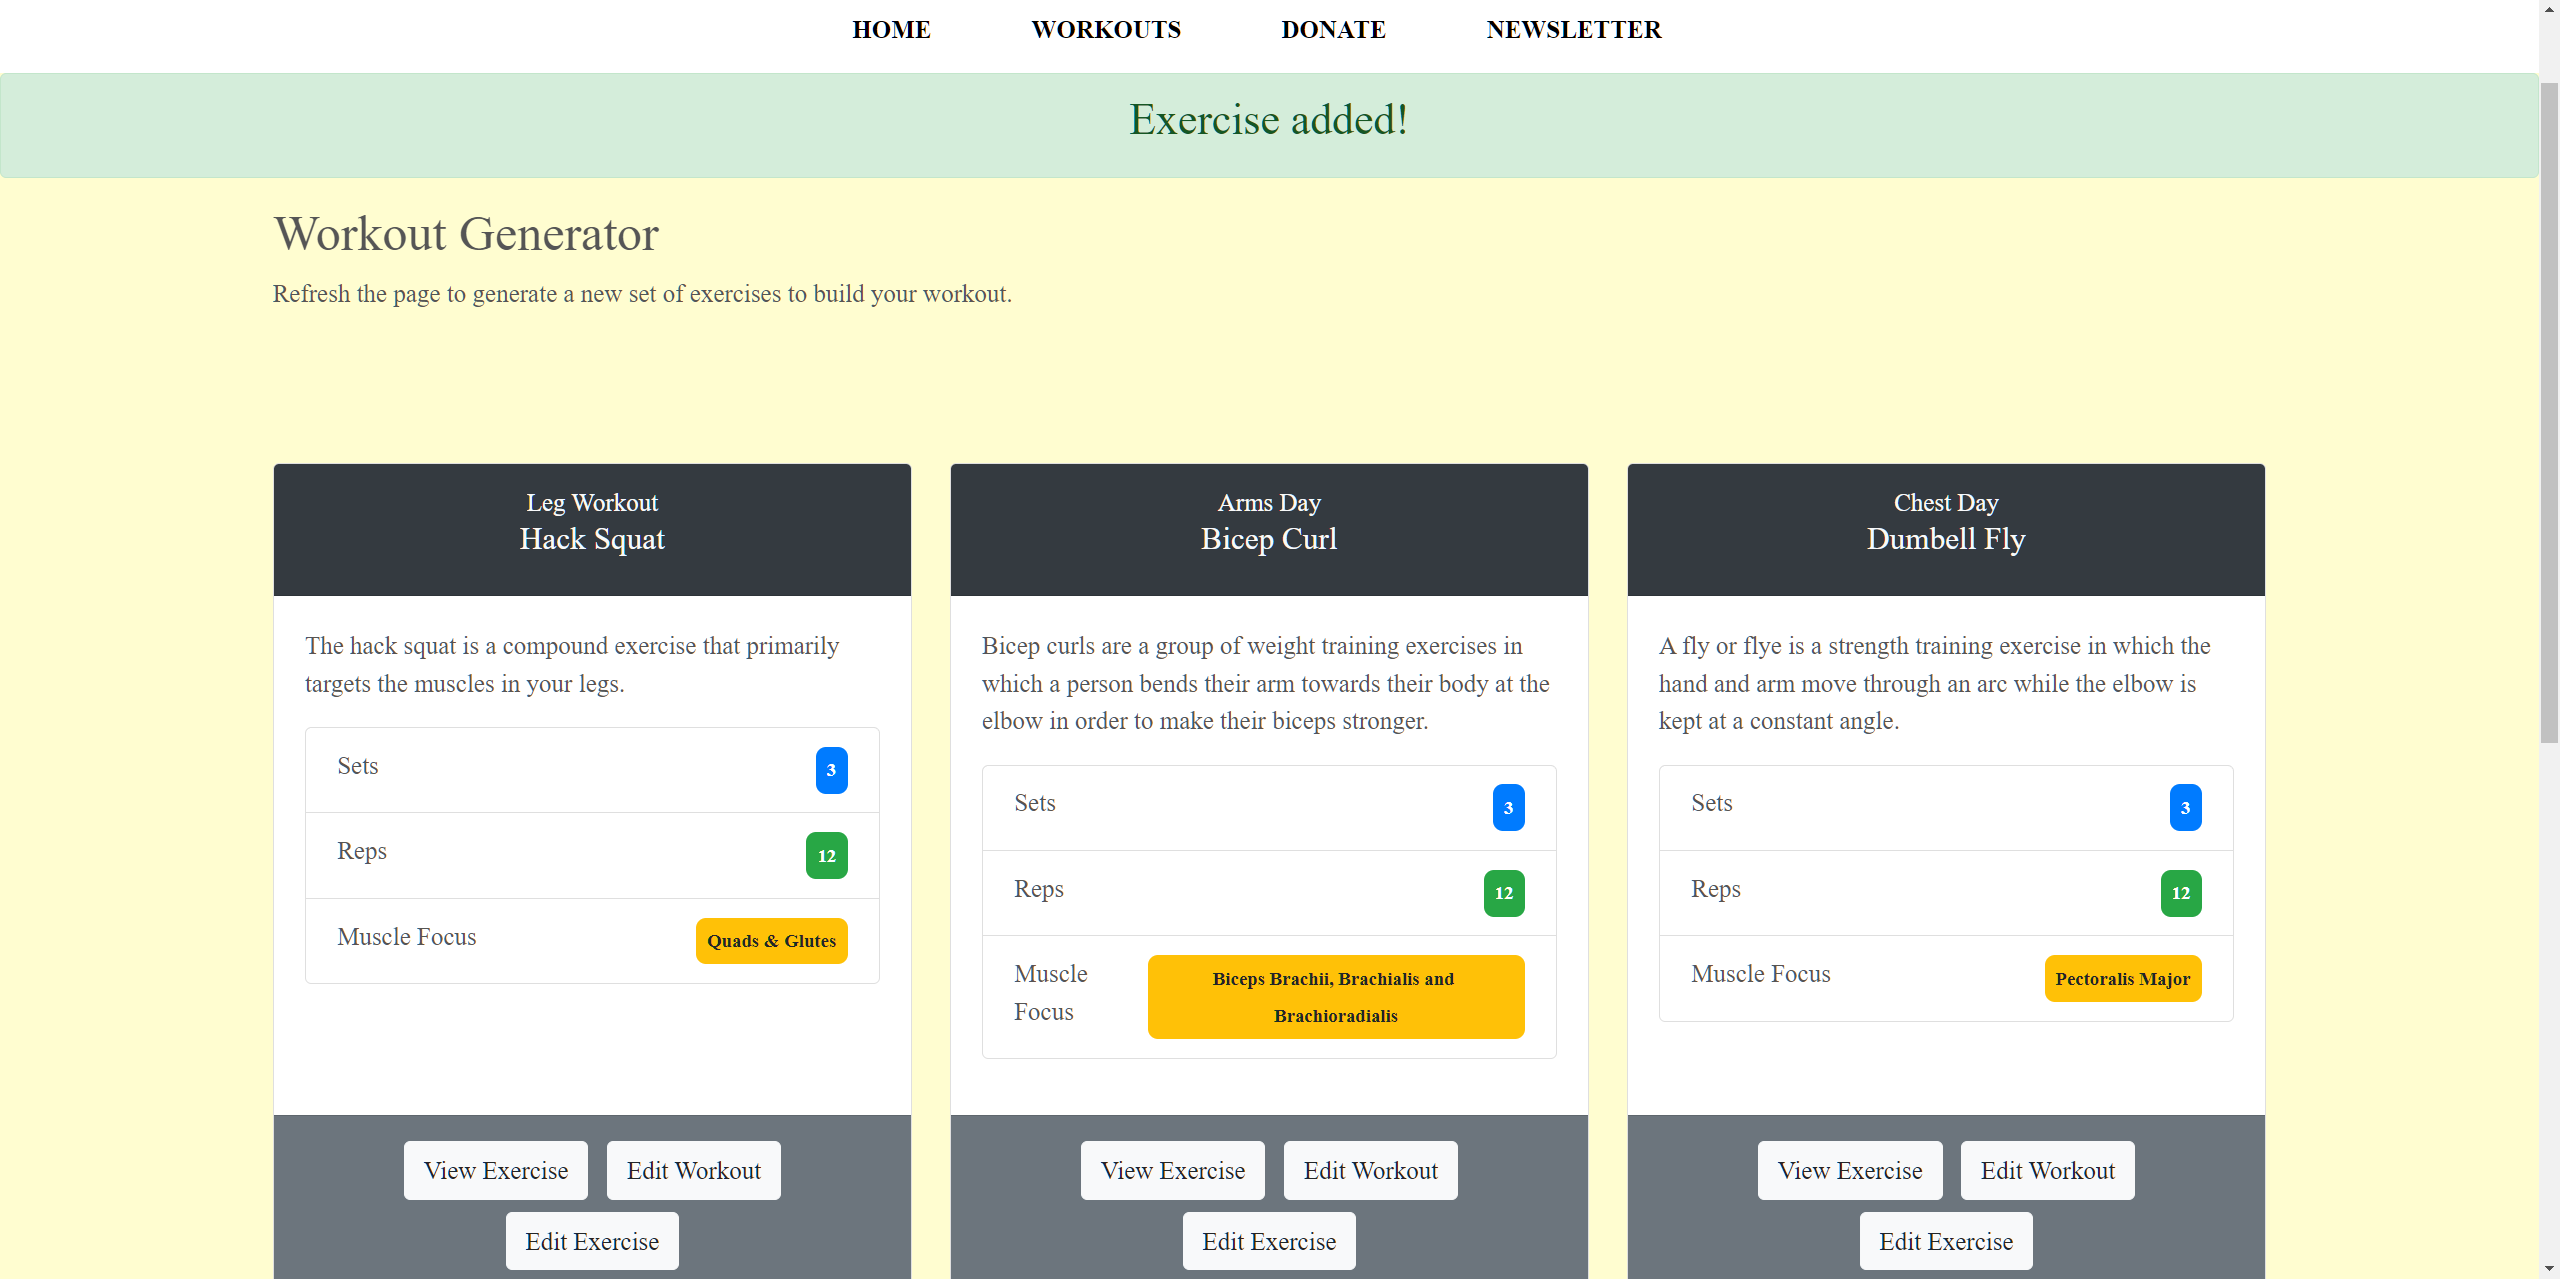 HOME WORKOUTS DONATE NEWSLETTER
Exercise added!
Workout Generator
Refresh the page to generate a new set of exercises to build your workout.
Leg Workout
Hack Squat
The hack squat is a compound exercise that primarily
targets the muscles in your legs.
Sets 3
Reps 12
Muscle Focus Quads & Glutes
View Exercise Edit Workout
Edit Exercise
Arms Day
Bicep Curl
Bicep curls are a group of weight training exercises in
which a person bends their arm towards their body at the
elbow in order to make their biceps stronger.
Sets 3
Reps 12
Muscle Focus Biceps Brachii, Brachialis and
Brachioradialis
View Exercise Edit Workout
Edit Exercise
Chest Day
Dumbell Fly
A fly or flye is a strength training exercise in which the
hand and arm move through an arc while the elbow is
kept at a constant angle.
Sets 3
Reps 12
Muscle Focus Pectoralis Major
View Exercise Edit Workout
Edit Exercise